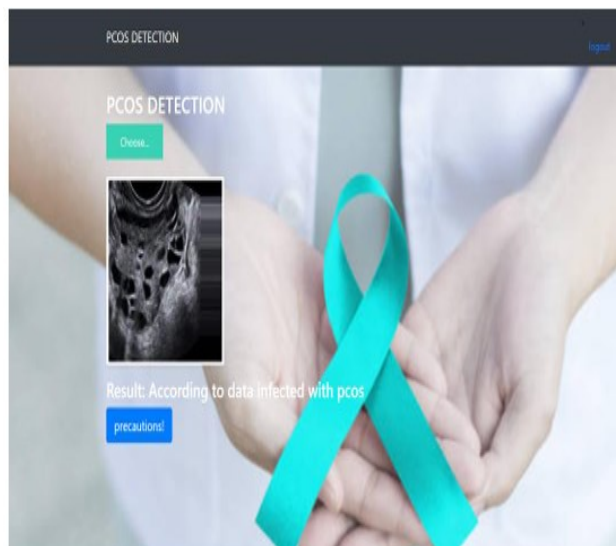 PCOS DETECTION
logout
PCOS DETECTION
Choose...
Result: According to data infected with pcos
precautions!